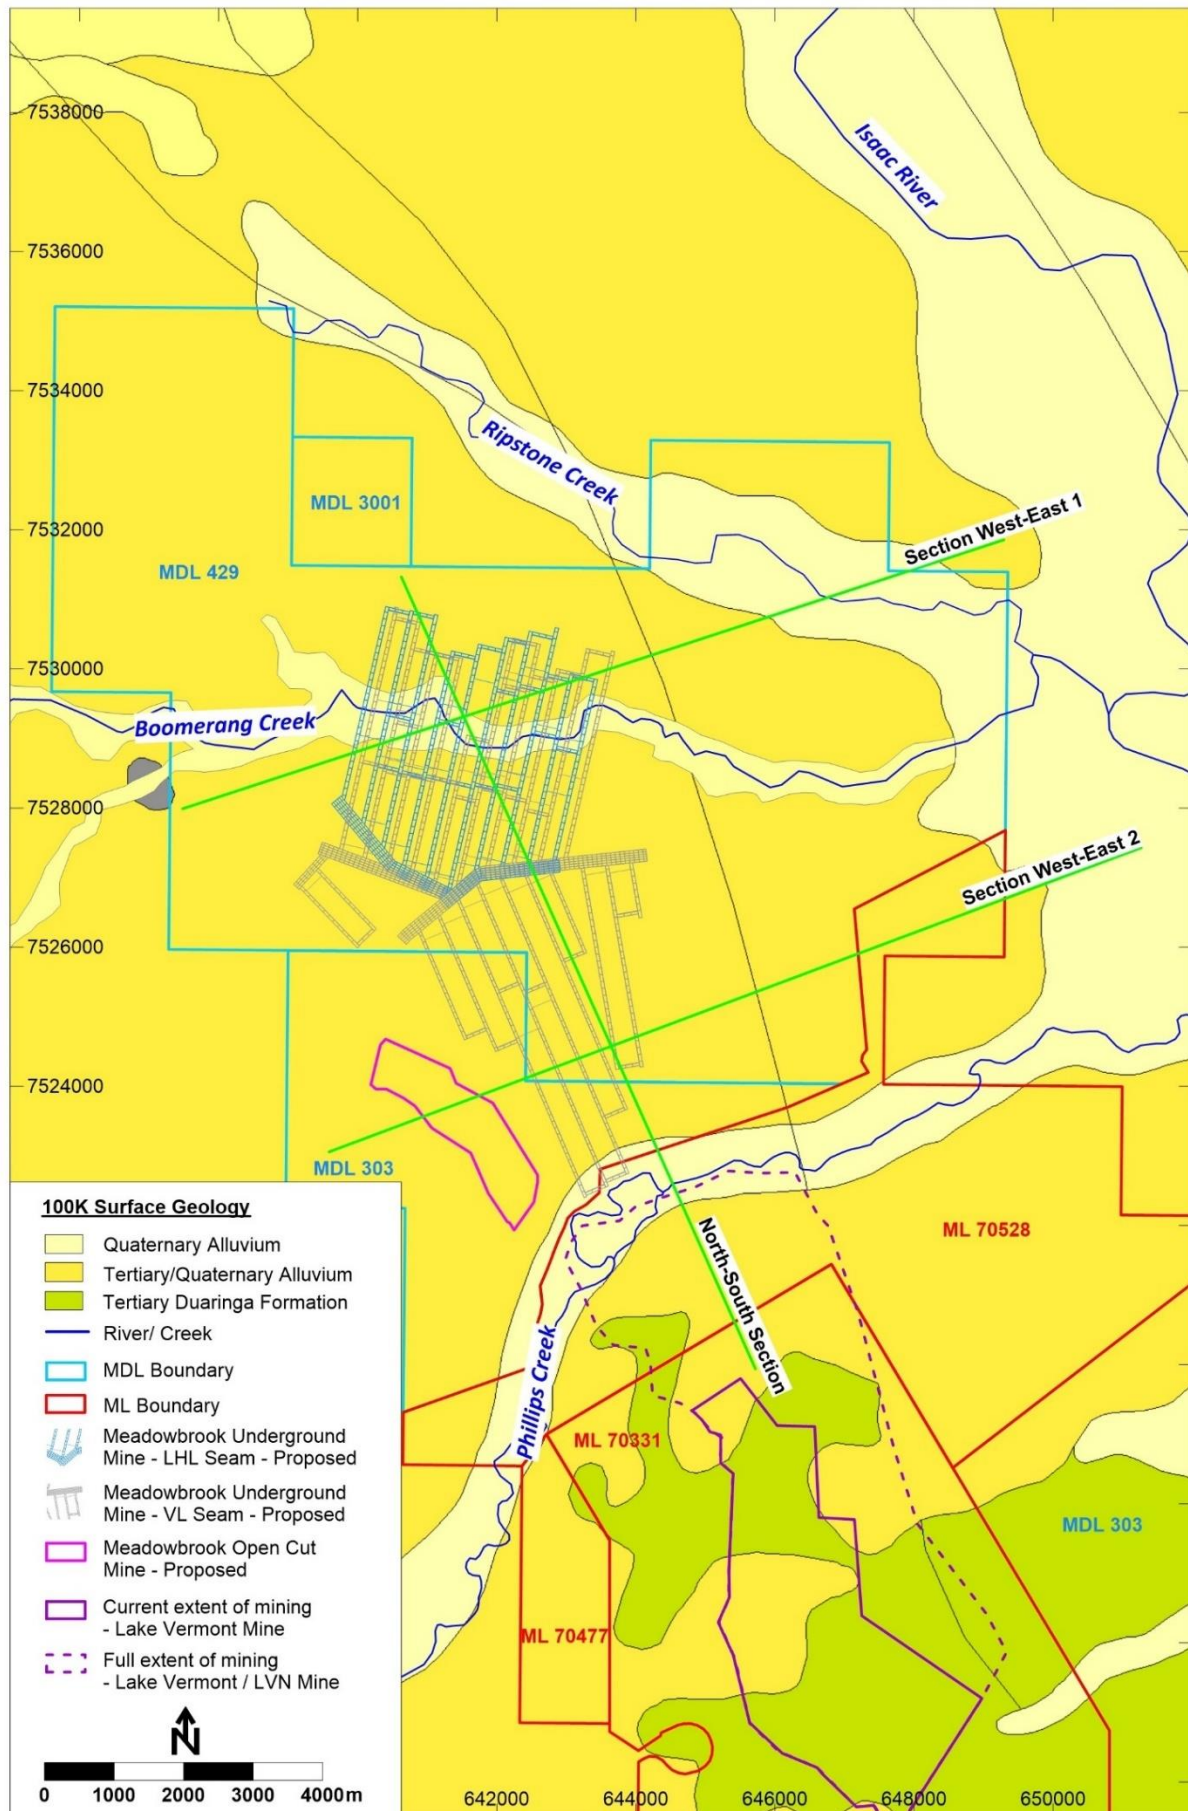 7538000
Isaac River
7536000
7534000
Ripstone Creek
MDL 3001
7532000
Section West-East 1
MDL 429
7530000
Boomerang Creek
7528000
Section West-East 2
7526000
7524000
MDL 303
ML 70528
North-South Section
Phillips Creek
ML 70331
MDL 303
ML 70477
100K Surface Geology
Quaternary Alluvium
Tertiary/Quaternary Alluvium
Tertiary Duaringa Formation
River/ Creek
MDL Boundary
ML Boundary
Meadowbrook Underground
Mine - LHL Seam - Proposed
Meadowbrook Underground
Mine - VL Seam - Proposed
Meadowbrook Open Cut
Mine - Proposed
Current extent of mining
- Lake Vermont Mine
Full extent of mining
- Lake Vermont / LVN Mine
N
0 1000 2000 3000 4000m
642000 644000 646000 648000 650000